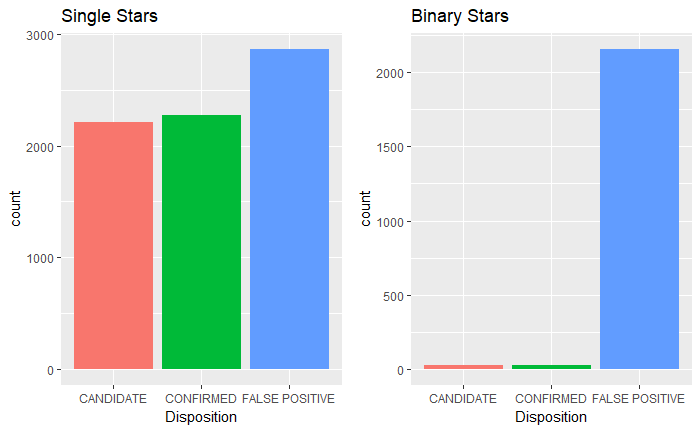 Single Stars
3000
2000
1000
0
count
CANDIDATE CONFIRMED FALSE POSITIVE
Disposition
Binary Stars
2000
1500
1000
500
0
count
CANDIDATE CONFIRMED FALSE POSITIVE
Disposition